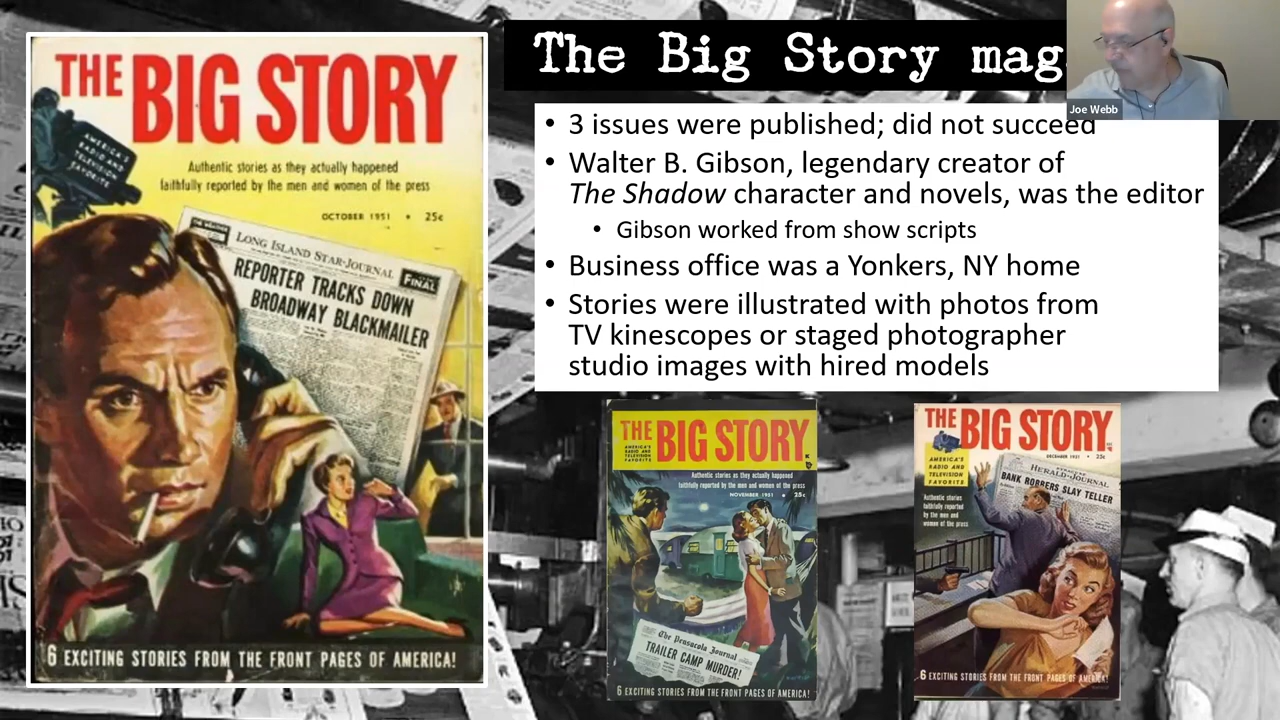 The Big Story mag
Joe Webb
• 3 issues were published; did not succeed
• Walter B. Gibson, legendary creator of
The Shadow character and novels, was the editor
• Gibson worked from show scripts
• Business office was a Yonkers, NY home
• Stories were illustrated with photos from
TV kinescopes or staged photographer
studio images with hired models
THE BIG STORY
AMERICA'S
RADIO AND
TELEVISION
FAVORITE
Authentic stories as they actually happened
faithfully reported by the men and women of the press
OCTOBER 1951 • 25¢
LONG ISLAND STAR-JOURNAL
FINAL
REPORTER TRACKS DOWN
BROADWAY BLACKMAILER
6 EXCITING STORIES FROM THE FRONT PAGES OF AMERICA!
THE BIG STORY
AMERICA'S
RADIO AND
TELEVISION
FAVORITE
Authentic stories as they actually happened
faithfully reported by the men and women of the press
NOVEMBER 1951 • 25¢
The Pensacola Journal
TRAILER CAMP MURDER!
6 EXCITING STORIES FROM THE FRONT PAGES OF AMERICA!
THE BIG STORY
DECEMBER 1951 • 25¢
AMERICA'S
RADIO AND
TELEVISION
FAVORITE
Authentic stories
as they actually
happened
faithfully reported
by the men and
women of the press
HERALD-JOURNAL
BANK ROBBERS SLAY TELLER
6 EXCITING STORIES FROM THE FRONT PAGES OF AMERICA!